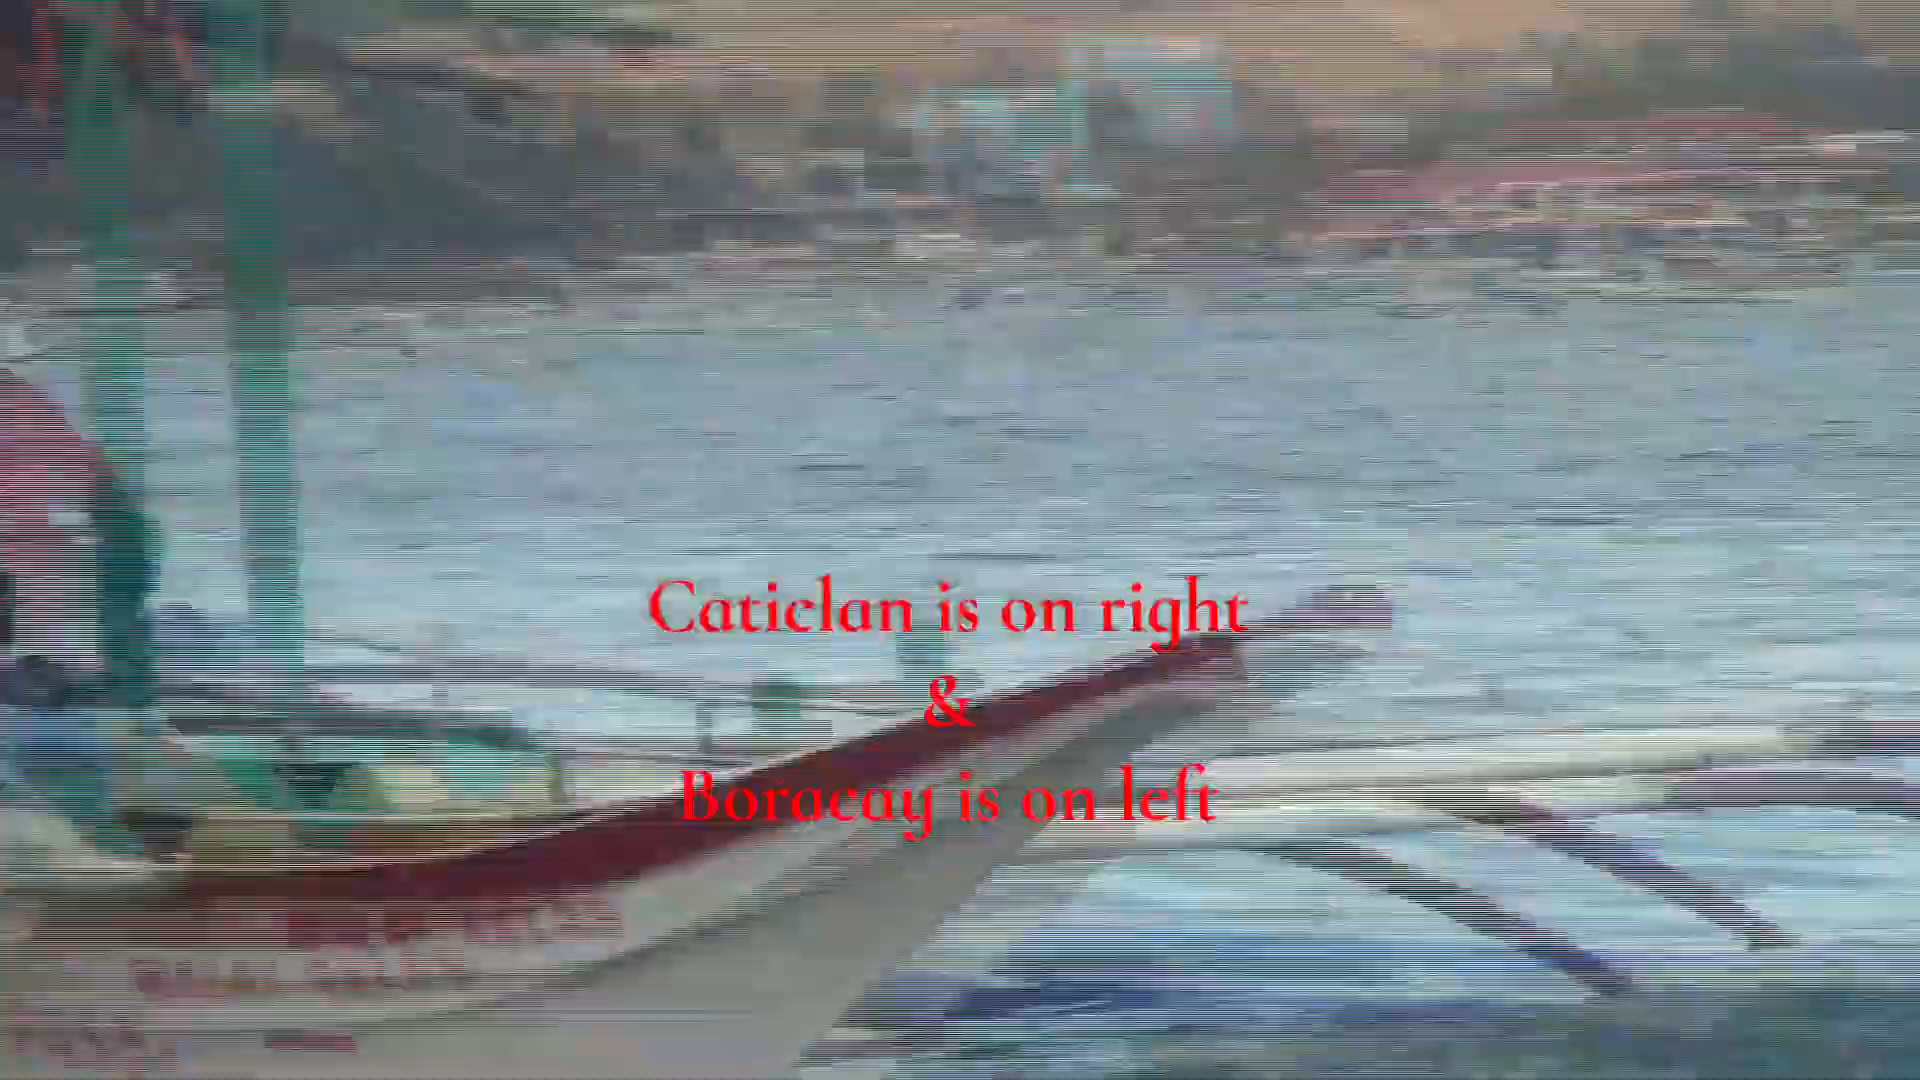 Caticlan is on right
&
Boracay is on left